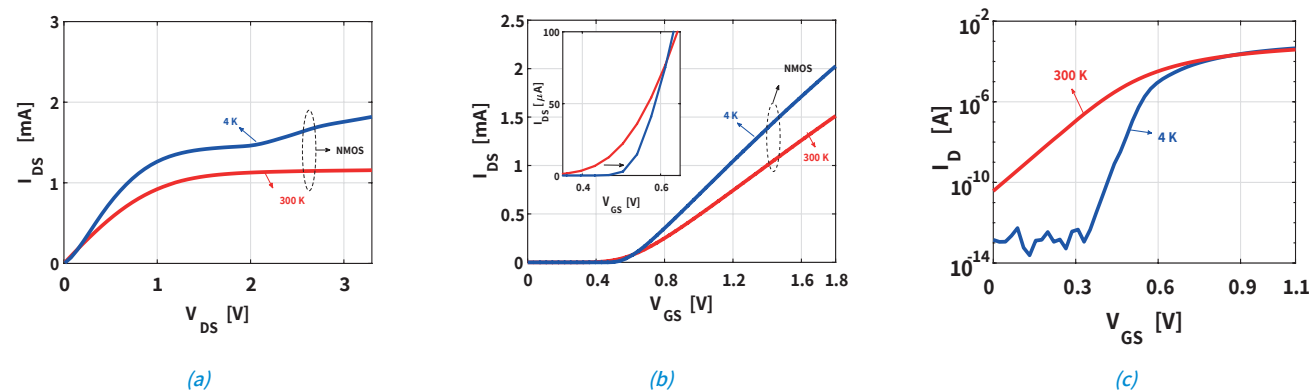 3
2
1
0
0
1
2
3
I_DS [mA]
V_DS [V]
4 K
NMOS
300 K
(a)
2.5
2
1.5
1.0
0.5
0
0
0.4
0.8
1.2
1.6
1.8
I_DS [mA]
V_GS [V]
100
50
0
0.4
0.6
I_DS [μA]
V_GS [V]
NMOS
4 K
300 K
(b)
10^-2
10^-6
10^-10
10^-14
0
0.3
0.6
0.9
1.1
I_D [A]
V_GS [V]
300 K
4 K
(c)